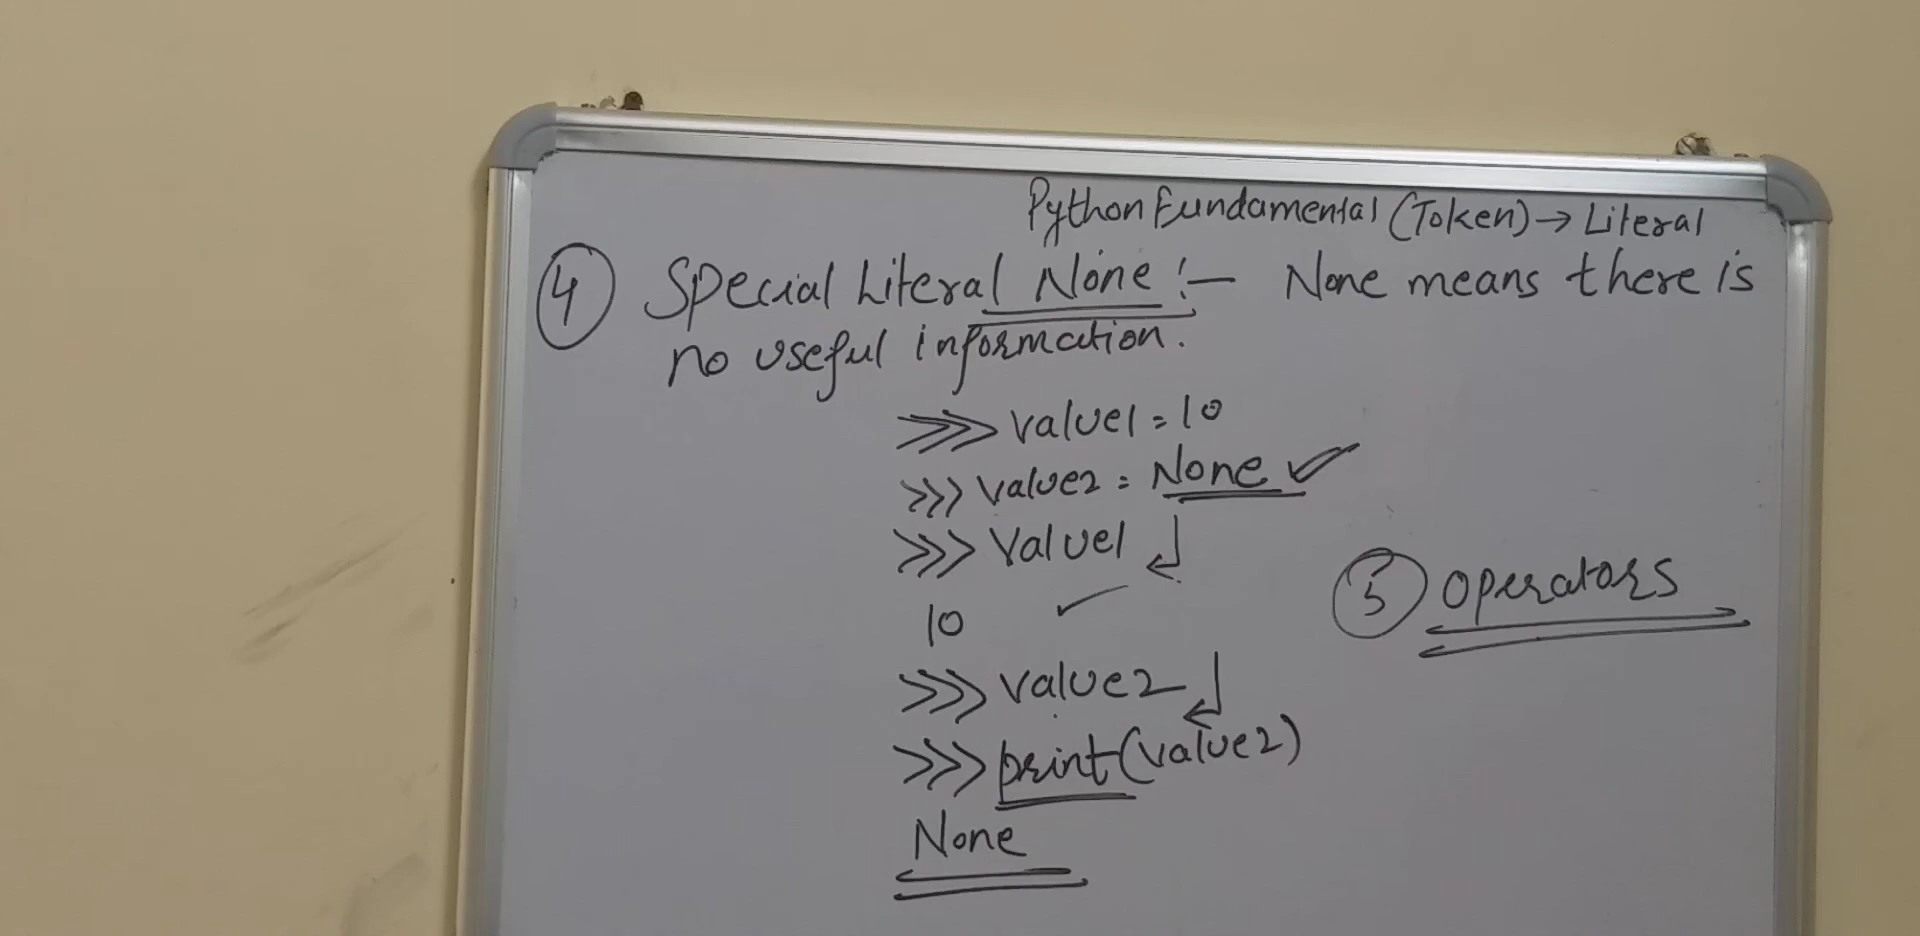 Python Fundamental (Token) → Literal
④ Special Literal None :- None means there is
no useful information.
>>> value1 = 10
>>> value2 = None ✓
>>> Value1 ↲
10 ✓
>>> value2 ↲
>>> print(value2)
None
⑤ Operators